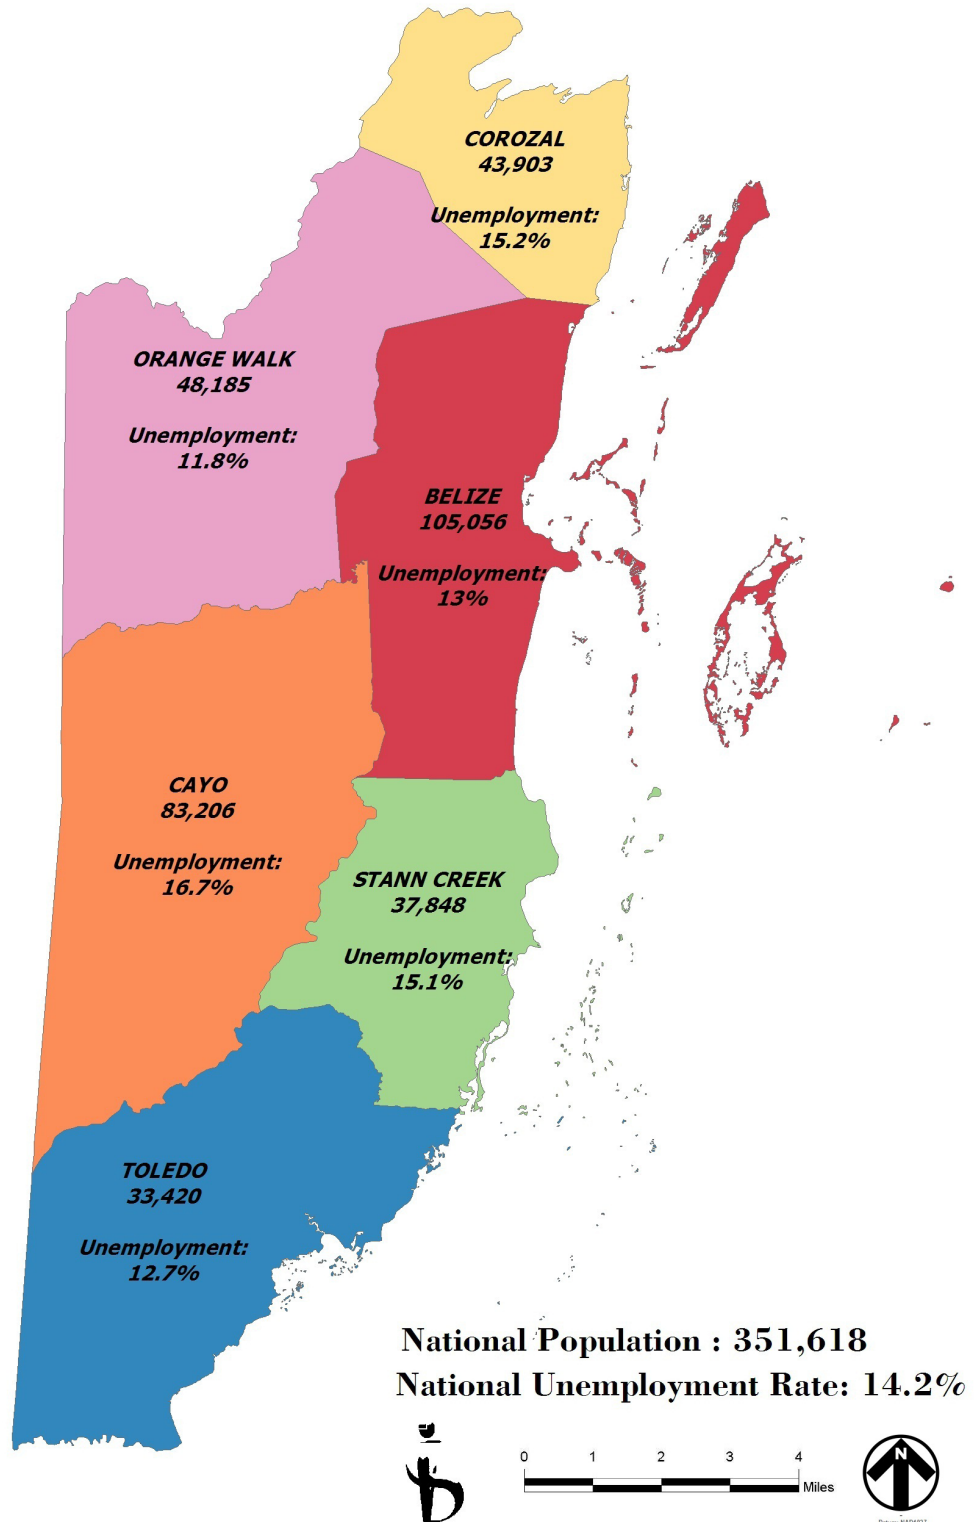 COROZAL
43,903
Unemployment:
15.2%
ORANGE WALK
48,185
Unemployment:
11.8%
BELIZE
105,056
Unemployment:
13%
CAYO
83,206
Unemployment:
16.7%
STANN CREEK
37,848
Unemployment:
15.1%
TOLEDO
33,420
Unemployment:
12.7%
National Population : 351,618
National Unemployment Rate: 14.2%
0 1 2 3 4
Miles
N